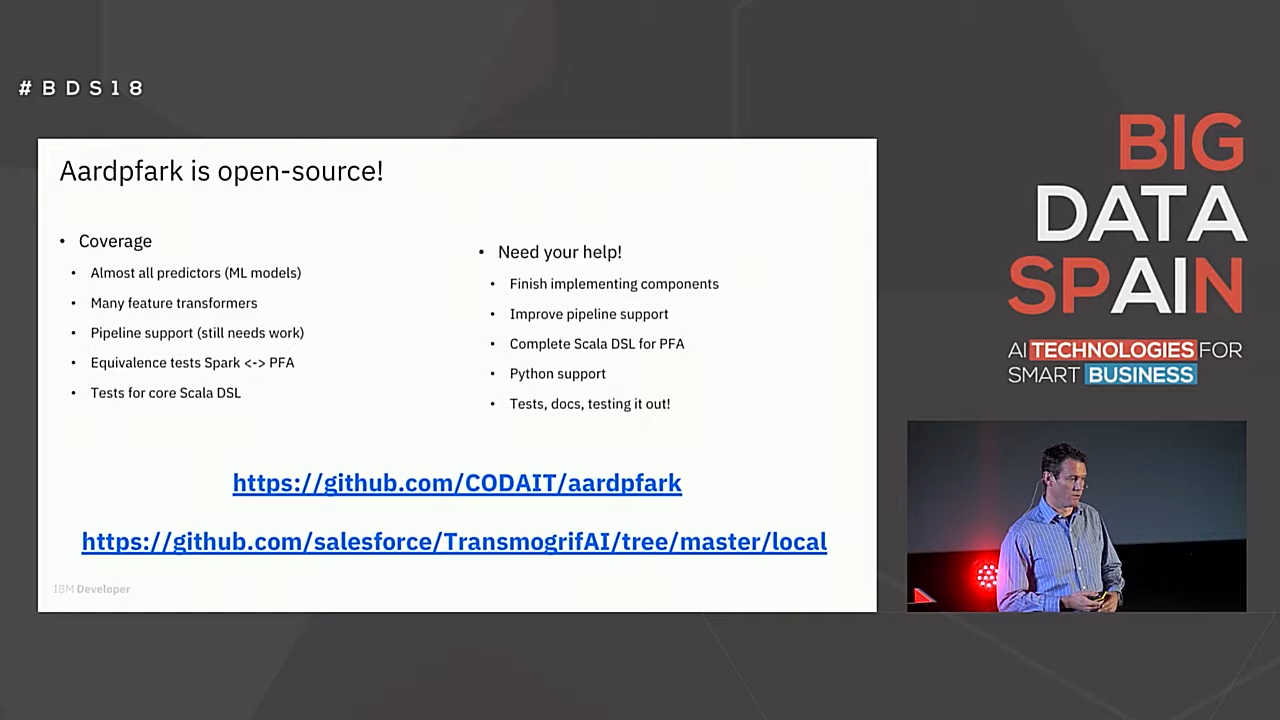 #BDS18
Aardpfark is open-source!
• Coverage
• Almost all predictors (ML models)
• Many feature transformers
• Pipeline support (still needs work)
• Equivalence tests Spark <-> PFA
• Tests for core Scala DSL
• Need your help!
• Finish implementing components
• Improve pipeline support
• Complete Scala DSL for PFA
• Python support
• Tests, docs, testing it out!
https://github.com/CODAIT/aardpfark
https://github.com/salesforce/TransmogrifAI/tree/master/local
IBM Developer
BIG
DATA
SPAIN
AI TECHNOLOGIES FOR
SMART BUSINESS